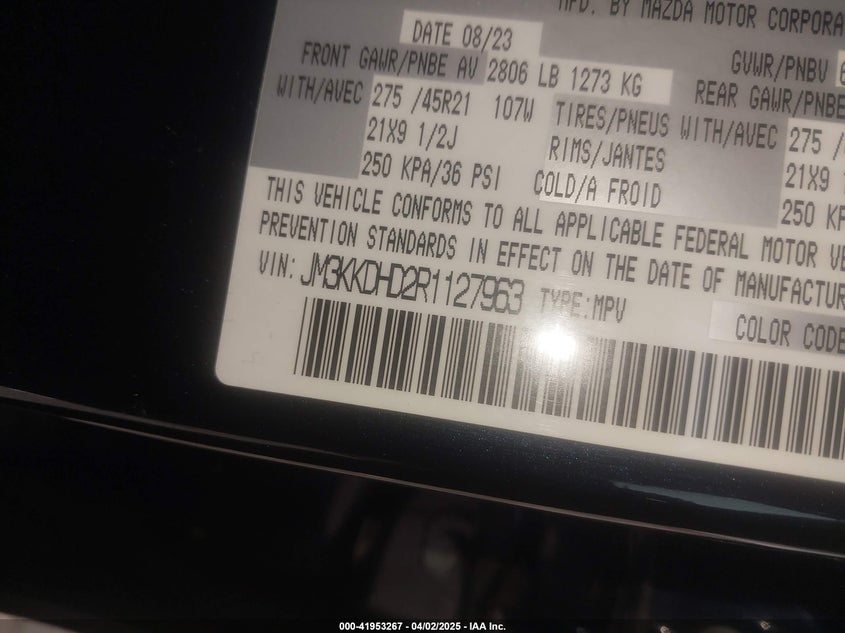 MFD. BY MAZDA MOTOR CORPORA
DATE 08/23
GVWR/PNBV 6
FRONT GAWR/PNBE AV 2806 LB 1273 KG REAR GAWR/PNBE
WITH/AVEC 275 /45R21 107W TIRES/PNEUS WITH/AVEC 275 /
21X9 1/2J RIMS/JANTES 21X9
250 KPA/36 PSI COLD/A FROID 250 KP
THIS VEHICLE CONFORMS TO ALL APPLICABLE FEDERAL MOTOR VE
PREVENTION STANDARDS IN EFFECT ON THE DATE OF MANUFACTUR
VIN: JM3KKDHD2R1127963 TYPE:MPV
COLOR CODE
000-41953267 - 04/02/2025 - IAA Inc.